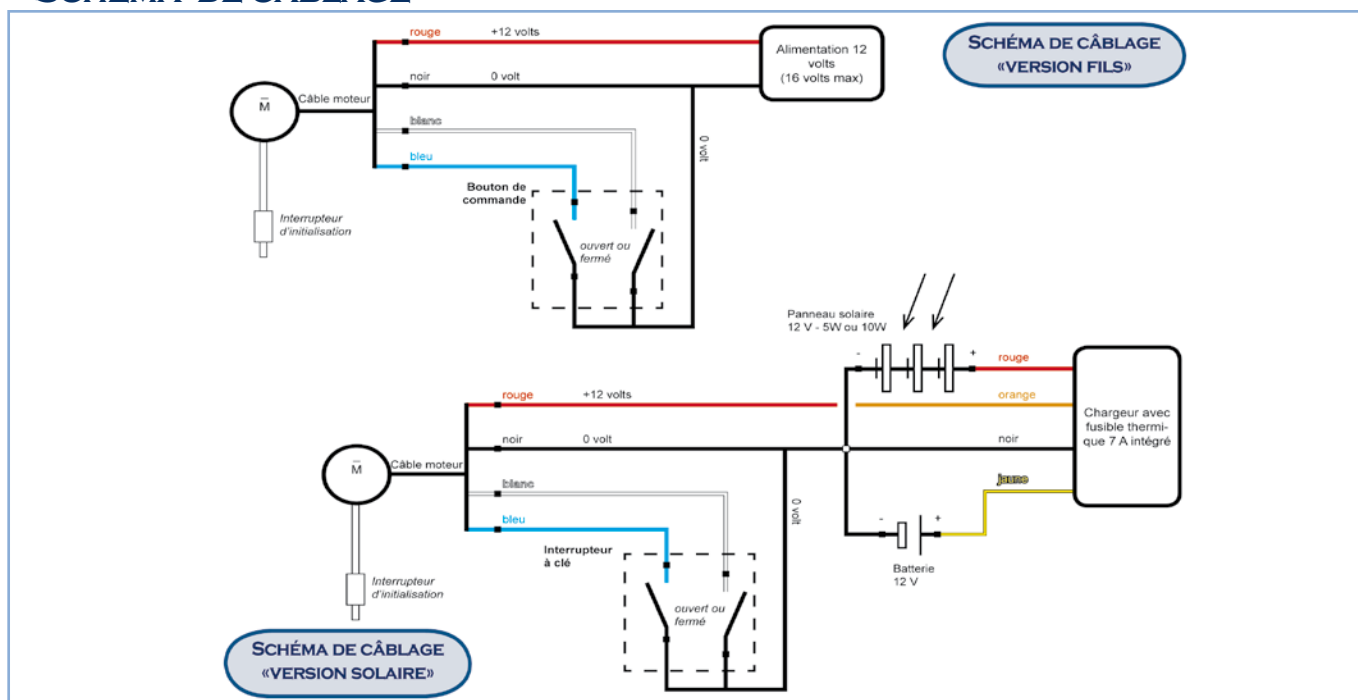 SCHÉMA DE CÂBLAGE
rouge
+12 volts
Alimentation 12
volts
(16 volts max)
SCHÉMA DE CÂBLAGE
«VERSION FILS»
noir
0 volt
M
Câble moteur
blanc
0 volt
bleu
Bouton de
commande
Interrupteur
d'initialisation
ouvert ou
fermé
Panneau solaire
12 V - 5W ou 10W
-
+
rouge
rouge
+12 volts
orange
Chargeur avec
fusible thermi-
que 7 A intégré
noir
0 volt
noir
M
Câble moteur
blanc
jaune
0 volt
bleu
-
+
Interrupteur
à clé
Batterie
12 V
Interrupteur
d'initialisation
ouvert ou
fermé
SCHÉMA DE CÂBLAGE
«VERSION SOLAIRE»